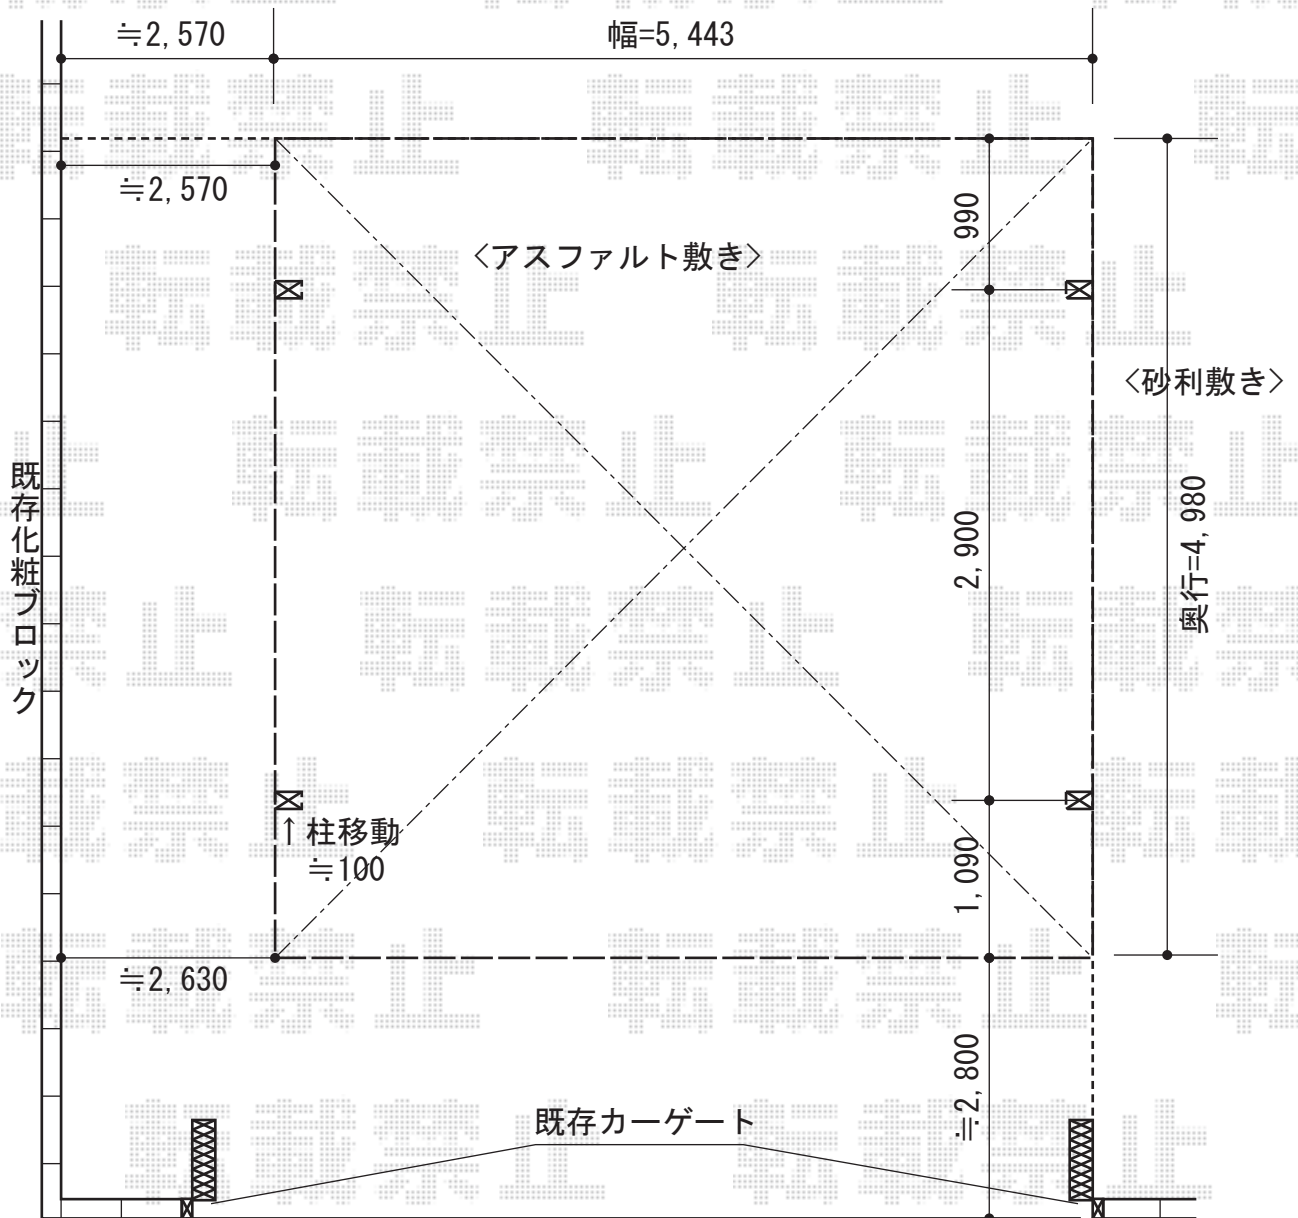 ≒2,570
幅=5,443
≒2,570
990
<アスファルト敷き>
<砂利敷き>
既存化粧ブロック
2,900
奥行=4,980
↑柱移動
≒100
1,090
≒2,630
≒2,800
既存カーゲート
転載禁止